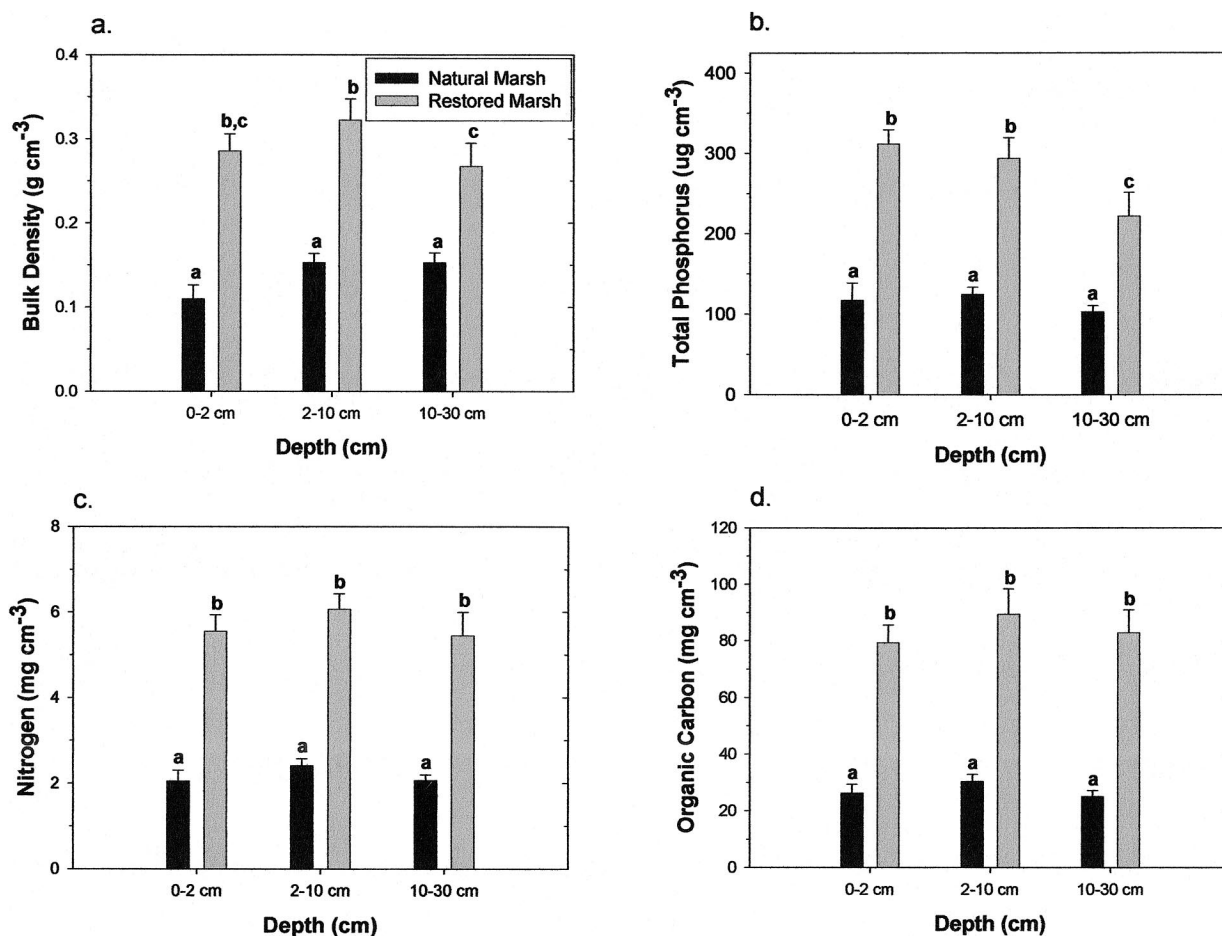 a.
Bulk Density (g cm-3)
0.4
0.3
0.2
0.1
0.0
Natural Marsh
Restored Marsh
a
b,c
a
b
a
c
0-2 cm
2-10 cm
10-30 cm
Depth (cm)
b.
Total Phosphorus (ug cm-3)
400
300
200
100
0
a
b
a
b
a
c
0-2 cm
2-10 cm
10-30 cm
Depth (cm)
c.
Nitrogen (mg cm-3)
8
6
4
2
0
a
b
a
b
a
b
0-2 cm
2-10 cm
10-30 cm
Depth (cm)
d.
Organic Carbon (mg cm-3)
120
100
80
60
40
20
0
a
b
a
b
a
b
0-2 cm
2-10 cm
10-30 cm
Depth (cm)